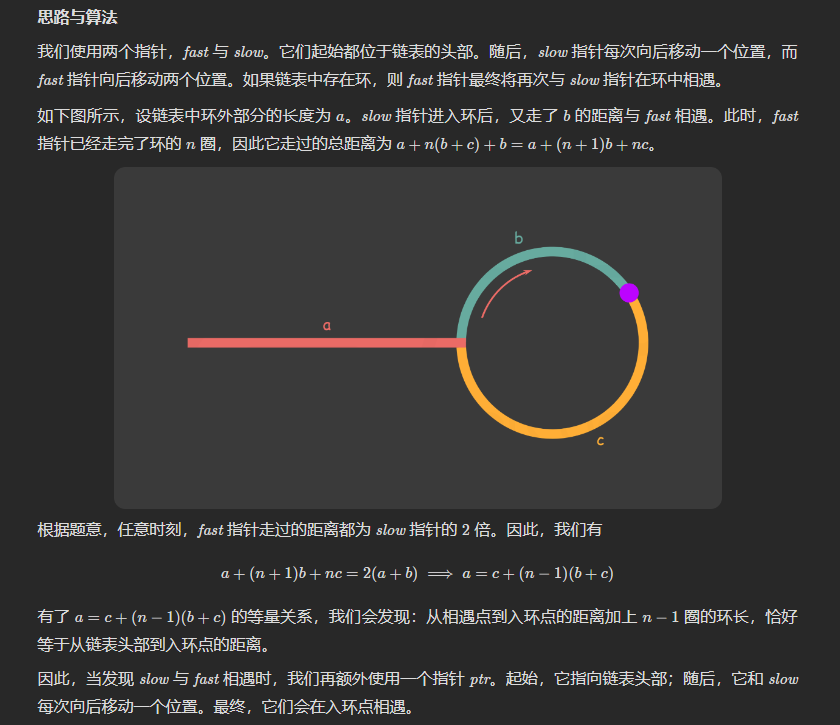 思路与算法
我们使用两个指针，fast 与 slow。它们起始都位于链表的头部。随后，slow 指针每次向后移动一个位置，而
fast 指针向后移动两个位置。如果链表中存在环，则 fast 指针最终将再次与 slow 指针在环中相遇。
如下图所示，设链表中环外部分的长度为 a。slow 指针进入环后，又走了 b 的距离与 fast 相遇。此时，fast
指针已经走完了环的 n 圈，因此它走过的总距离为 a + n(b + c) + b = a + (n + 1)b + nc。
b
a
c
根据题意，任意时刻，fast 指针走过的距离都为 slow 指针的 2 倍。因此，我们有
a + (n + 1)b + nc = 2(a + b) ⟹ a = c + (n − 1)(b + c)
有了 a = c + (n − 1)(b + c) 的等量关系，我们会发现：从相遇点到入环点的距离加上 n − 1 圈的环长，恰好
等于从链表头部到入环点的距离。
因此，当发现 slow 与 fast 相遇时，我们再额外使用一个指针 ptr。起始，它指向链表头部；随后，它和 slow
每次向后移动一个位置。最终，它们会在入环点相遇。